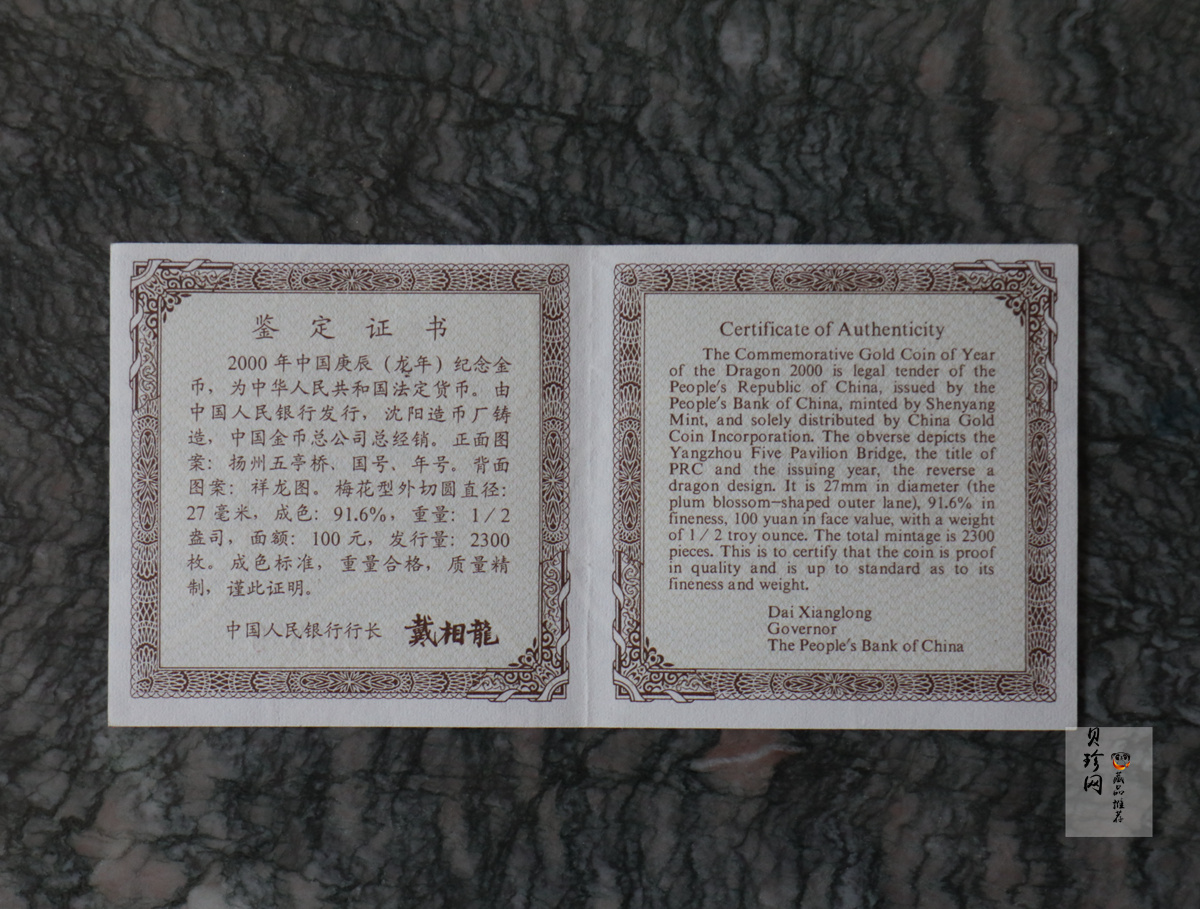 鉴定证书
2000年中国庚辰（龙年）纪念金
币，为中华人民共和国法定货币。由
中国人民银行发行，沈阳造币厂铸
造，中国金币总公司总经销。正面图
案：扬州五亭桥、国号、年号。背面
图案：祥龙图。梅花型外切圆直径：
27毫米，成色：91.6%，重量：1/2
盎司，面额：100元，发行量：2300
枚。成色标准，重量合格，质量精
制，谨此证明。
中国人民银行行长 戴相龍
Certificate of Authenticity
The Commemorative Gold Coin of Year
of the Dragon 2000 is legal tender of the
People's Republic of China, issued by the
People's Bank of China, minted by Shenyang
Mint, and solely distributed by China Gold
Coin Incorporation. The obverse depicts the
Yangzhou Five Pavilion Bridge, the title of
PRC and the issuing year, the reverse a
dragon design. It is 27mm in diameter (the
plum blossom-shaped outer lane), 91.6% in
fineness, 100 yuan in face value, with a weight
of 1/2 troy ounce. The total mintage is 2300
pieces. This is to certify that the coin is proof
in quality and is up to standard as to its
fineness and weight.
Dai Xianglong
Governor
The People's Bank of China
贝珍网
藏品推荐